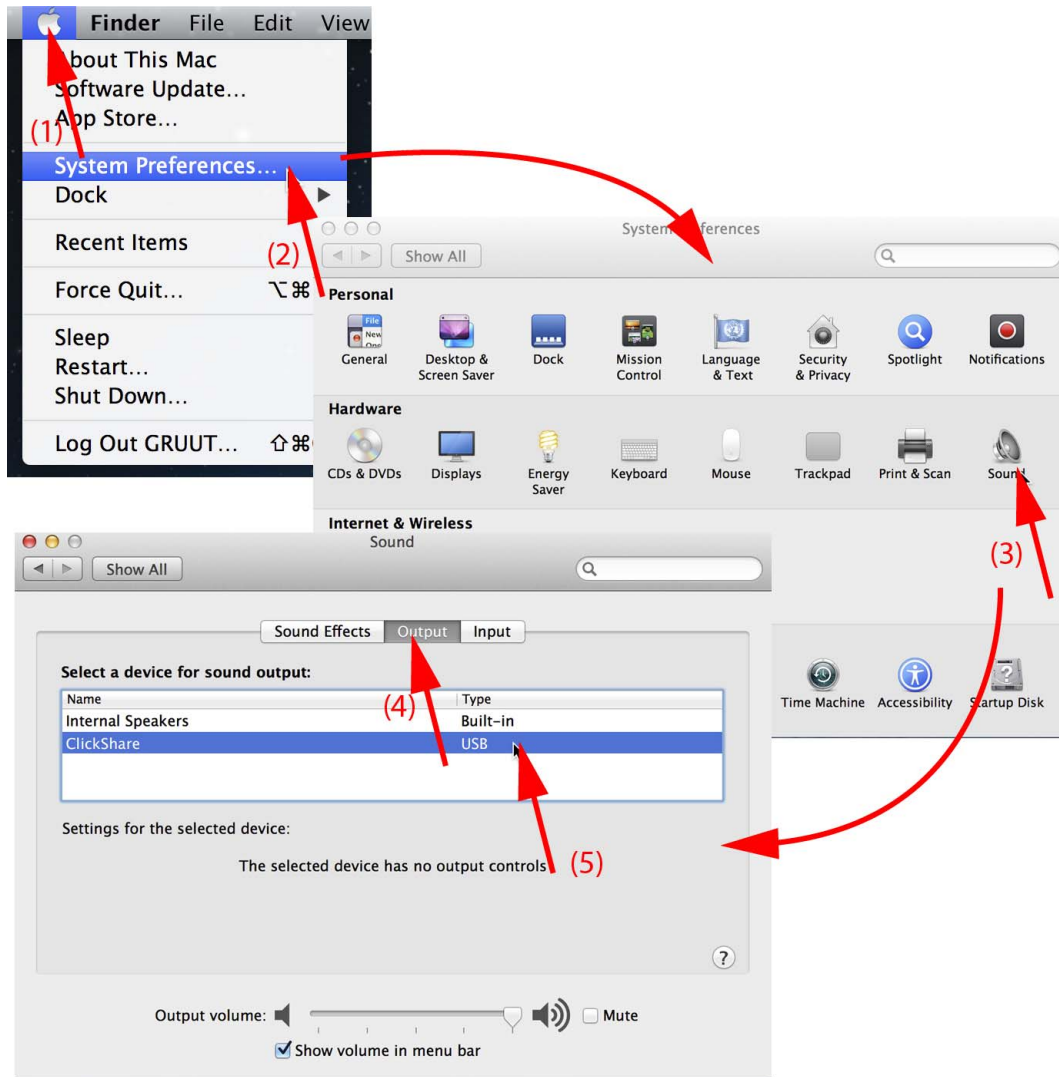 Finder File Edit View
About This Mac
Software Update...
App Store...
(1)
System Preferences...
Dock
Recent Items
(2)
Force Quit... ⌥⌘
Sleep
Restart...
Shut Down...
Log Out GRUUT... ⇧⌘
System Preferences
Show All
Personal
General
Desktop & Screen Saver
Dock
Mission Control
Language & Text
Security & Privacy
Spotlight
Notifications
Hardware
CDs & DVDs
Displays
Energy Saver
Keyboard
Mouse
Trackpad
Print & Scan
Sound
(3)
Internet & Wireless
Time Machine
Accessibility
Startup Disk
Sound
Show All
Sound Effects Output Input
Select a device for sound output:
Name Type
(4)
Internal Speakers Built-in
ClickShare USB
Settings for the selected device:
The selected device has no output controls
(5)
?
Output volume: Mute
Show volume in menu bar